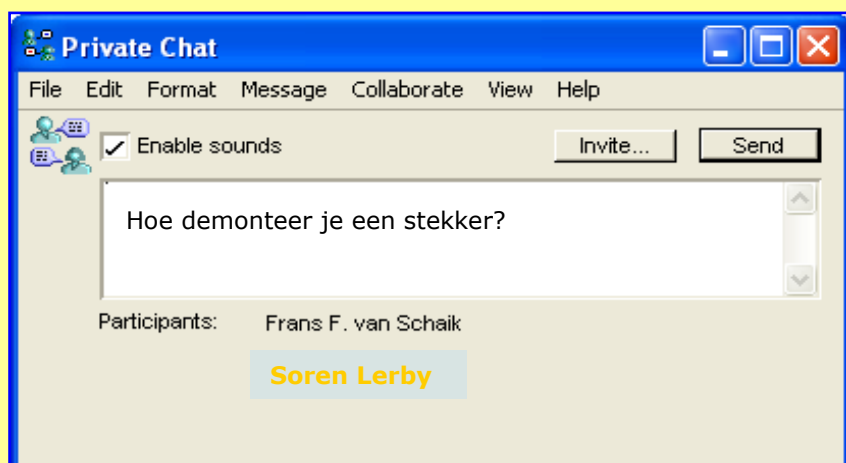 Private Chat
File Edit Format Message Collaborate View Help
Enable sounds Invite... Send
Hoe demonteer je een stekker?
Participants: Frans F. van Schaik
Soren Lerby